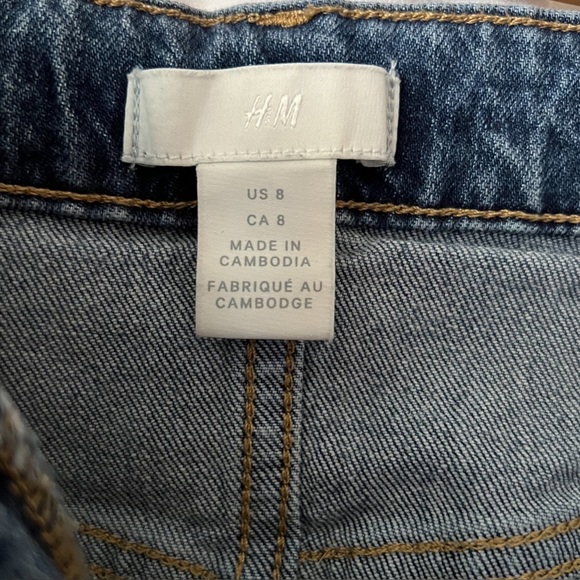 H&M
US 8
CA 8
MADE IN
CAMBODIA
FABRIQUÉ AU
CAMBODGE